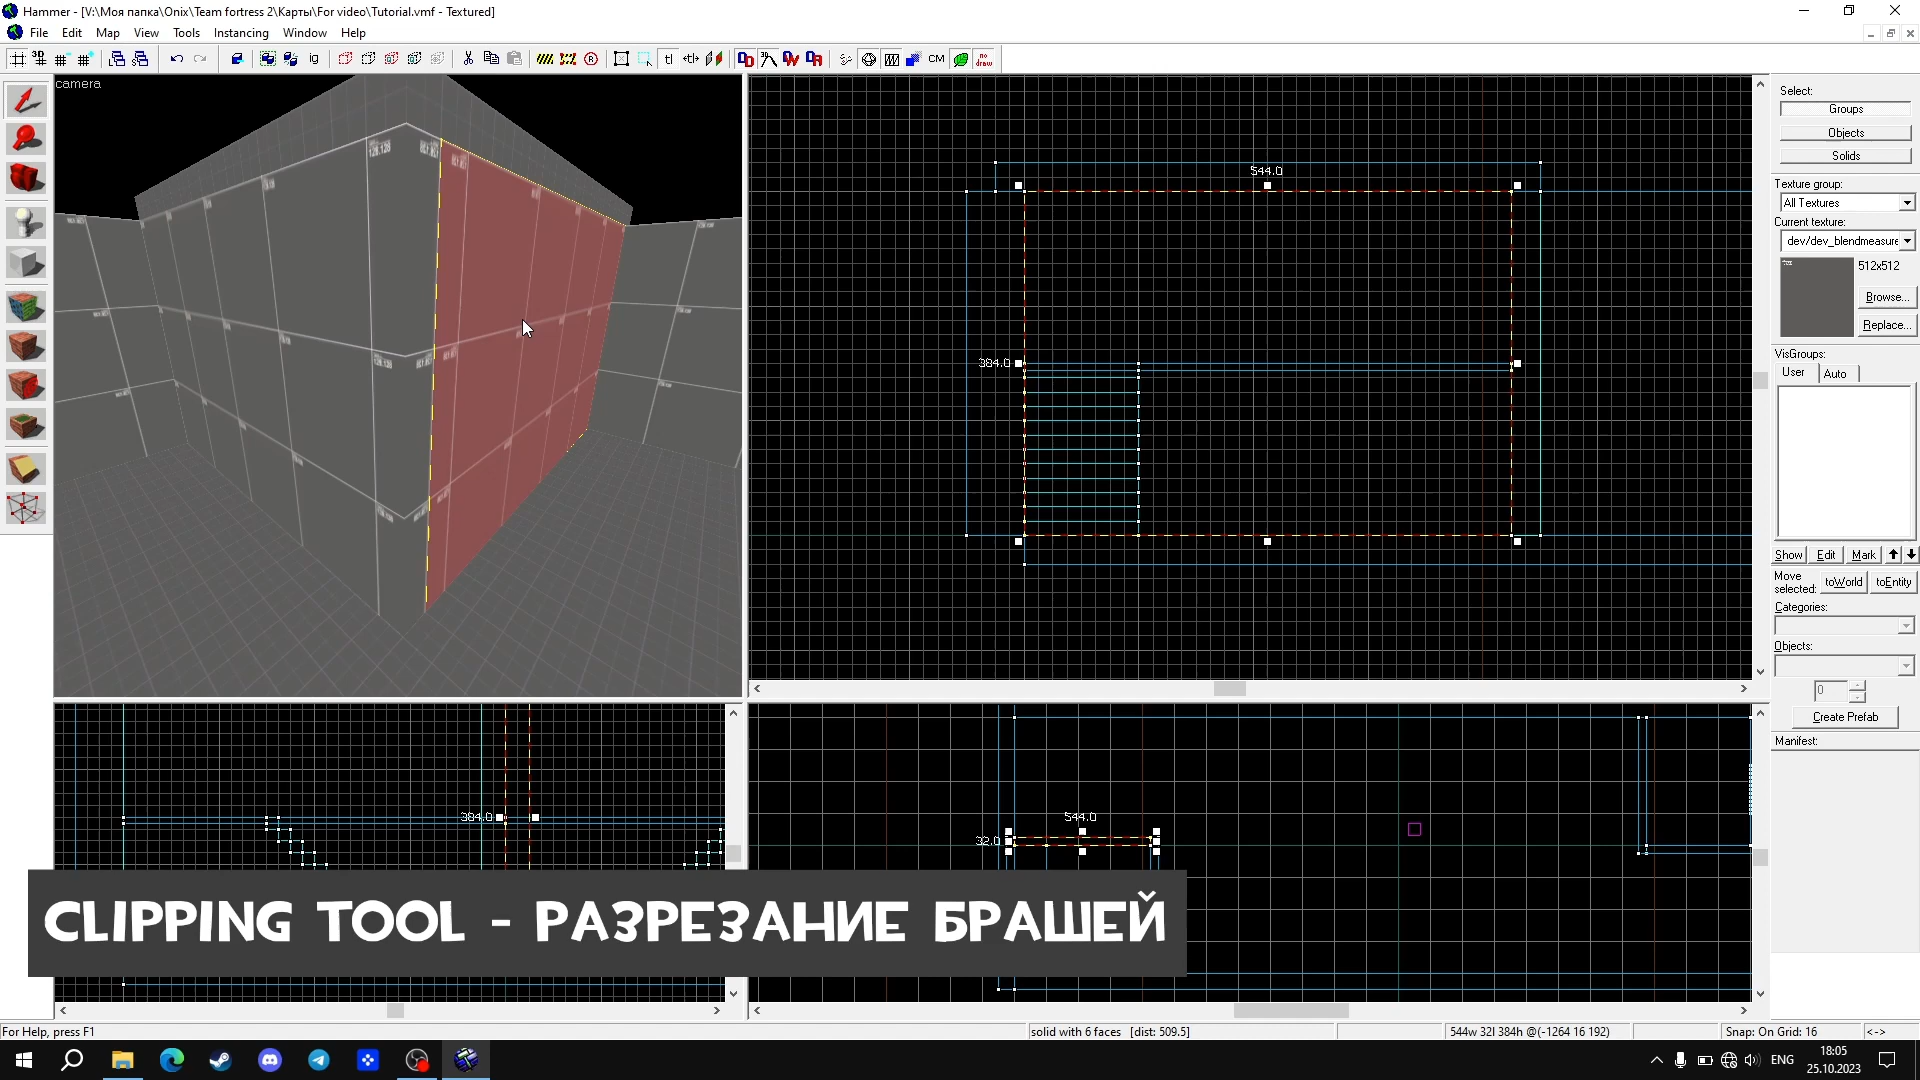 Hammer - [V:\Моя папка\Onix\Team fortress 2\Карты\For video\Tutorial.vmf - Textured]
File Edit Map View Tools Instancing Window Help
camera
544.0
384.0
384.0
544.0
32.0
Select:
Groups
Objects
Solids
Texture group:
All Textures
Current texture:
dev/dev_blendmeasure
512x512
Browse...
Replace...
VisGroups:
User Auto
Show Edit Mark
Move selected: toWorld toEntity
Categories:
Objects:
0
Create Prefab
Manifest:
CLIPPING TOOL - РАЗРЕЗАНИЕ БРАШЕЙ
For Help, press F1
solid with 6 faces [dist: 509.5]
544w 32l 384h @(-1264 16 192)
Snap: On Grid: 16
<->
ENG
18:05
25.10.2023